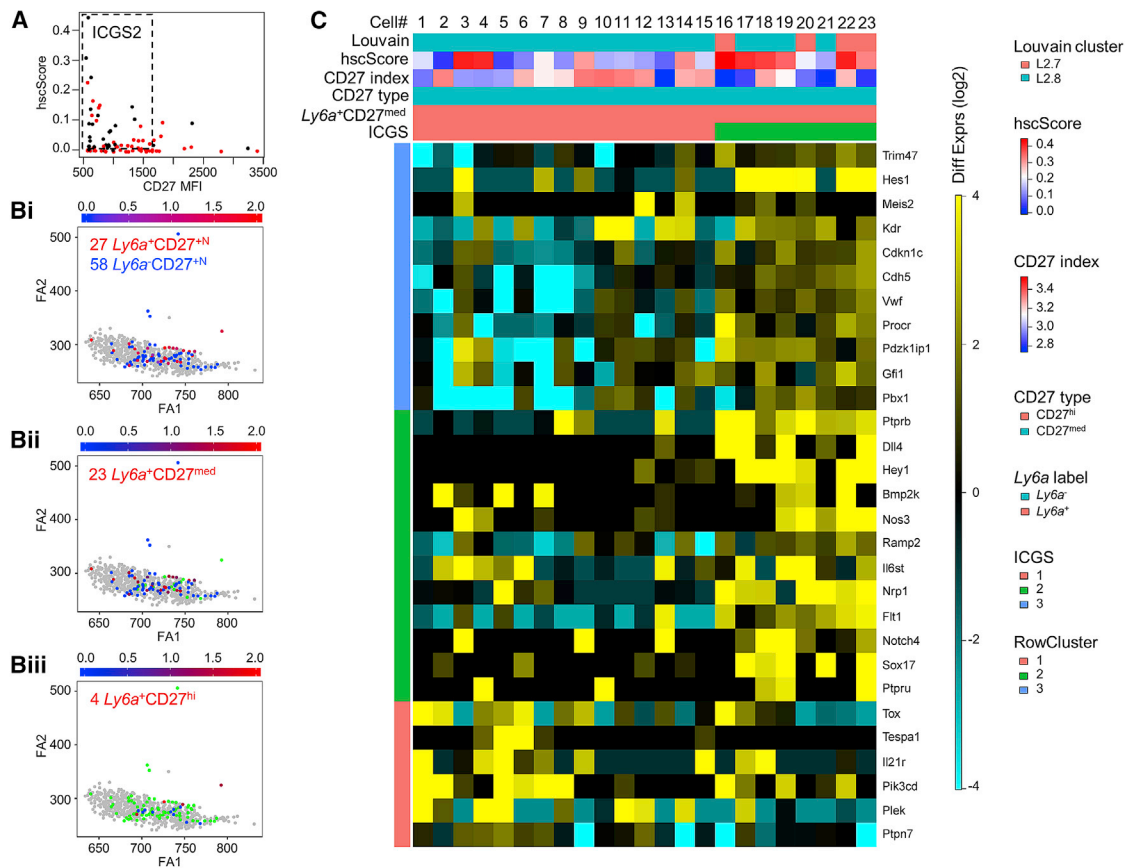 A
ICGS2
hscScore
0.4
0.3
0.2
0.1
0.0
500 1500 2500 3500
CD27 MFI
Bi
0.0 0.5 1.0 1.5 2.0
27 Ly6a+CD27+N
58 Ly6a-CD27+N
FA2
500
400
300
650 700 750 800
FA1
Bii
0.0 0.5 1.0 1.5 2.0
23 Ly6a+CD27med
FA2
500
400
300
650 700 750 800
FA1
Biii
0.0 0.5 1.0 1.5 2.0
4 Ly6a+CD27hi
FA2
500
400
300
650 700 750 800
FA1
C
Cell# 1 2 3 4 5 6 7 8 9 10 11 12 13 14 15 16 17 18 19 20 21 22 23
Louvain
hscScore
CD27 index
CD27 type
Ly6a+CD27med
ICGS
Trim47
Hes1
Meis2
Kdr
Cdkn1c
Cdh5
Vwf
Procr
Pdzk1ip1
Gfi1
Pbx1
Ptprb
Dll4
Hey1
Bmp2k
Nos3
Ramp2
Il6st
Nrp1
Flt1
Notch4
Sox17
Ptpru
Tox
Tespa1
Il21r
Pik3cd
Plek
Ptpn7
Diff Exprs (log2)
4
2
0
-2
-4
Louvain cluster
L2.7
L2.8
hscScore
0.4
0.3
0.2
0.1
0.0
CD27 index
3.4
3.2
3.0
2.8
CD27 type
CD27hi
CD27med
Ly6a label
Ly6a-
Ly6a+
ICGS
1
2
3
RowCluster
1
2
3